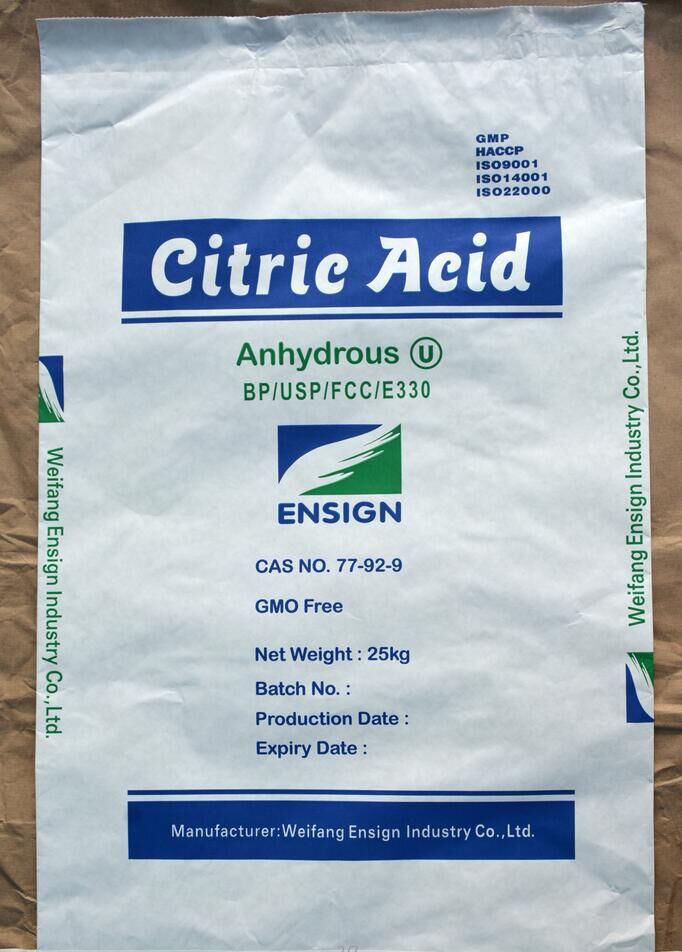 GMP
HACCP
ISO9001
ISO14001
ISO22000
Citric Acid
Anhydrous U
BP/USP/FCC/E330
ENSIGN
CAS NO. 77-92-9
GMO Free
Net Weight : 25kg
Batch No. :
Production Date :
Expiry Date :
Manufacturer:Weifang Ensign Industry Co.,Ltd.
Weifang Ensign Industry Co.,Ltd.
Weifang Ensign Industry Co.,Ltd.